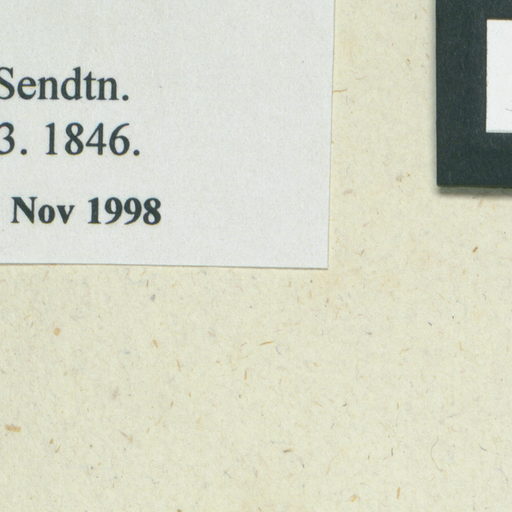 Sendtn.
3. 1846.
Nov 1998